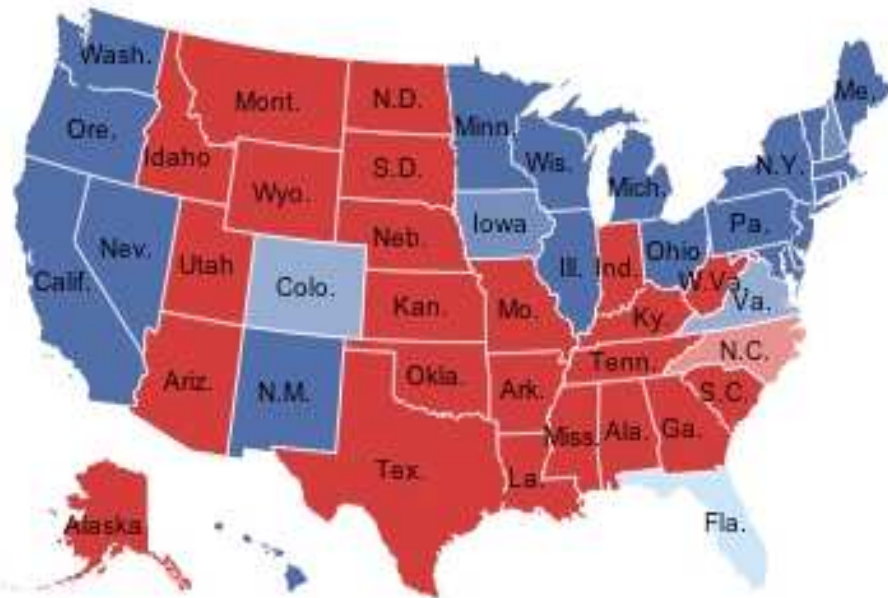 Wash.
Mont.
N.D.
Minn.
Me.
Ore.
Idaho
S.D.
Wis.
Mich.
N.Y.
Wyo.
Iowa
Pa.
Nev.
Neb.
Ill.
Ind.
Ohio
W.Va.
Calif.
Utah
Colo.
Kan.
Mo.
Ky.
Va.
Tenn.
N.C.
Ariz.
N.M.
Okla.
Ark.
S.C.
Miss.
Ala.
Ga.
Tex.
La.
Alaska
Fla.